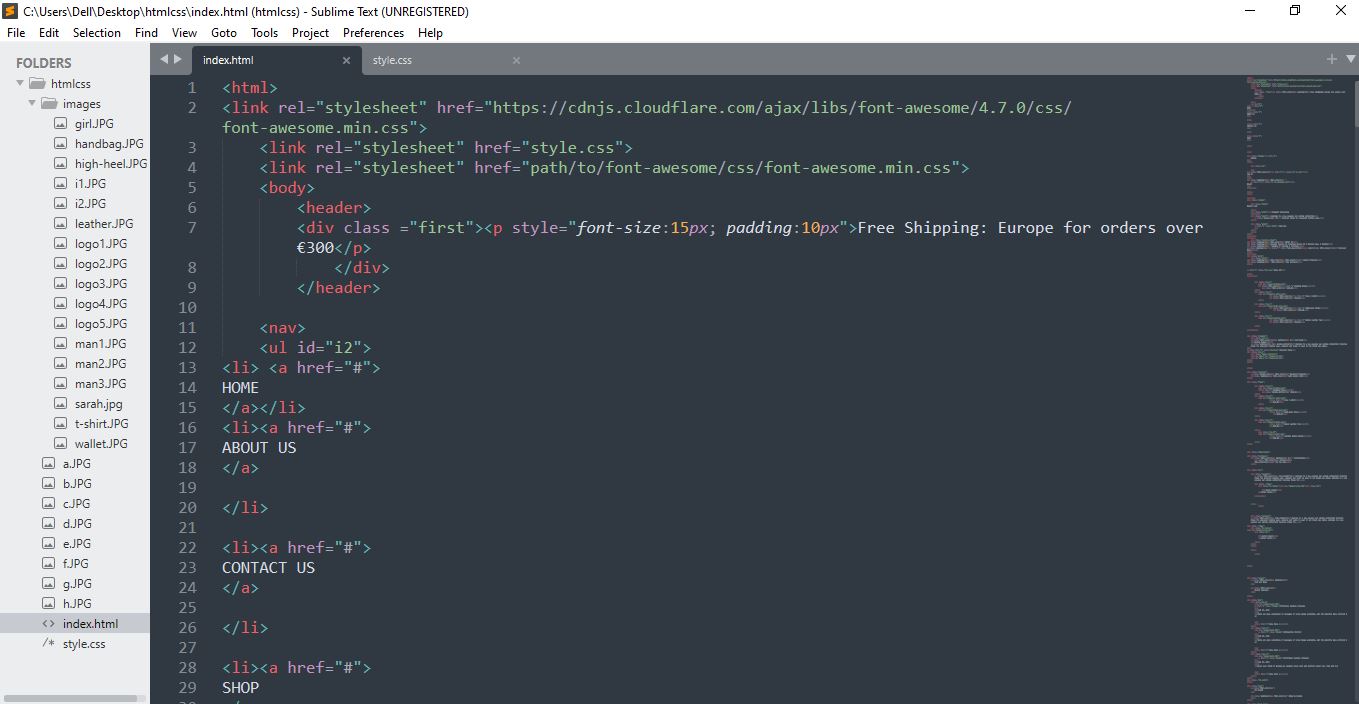 C:\Users\Dell\Desktop\htmlcss\index.html (htmlcss) - Sublime Text (UNREGISTERED)
File Edit Selection Find View Goto Tools Project Preferences Help
FOLDERS
htmlcss
images
girl.JPG
handbag.JPG
high-heel.JPG
i1.JPG
i2.JPG
leather.JPG
logo1.JPG
logo2.JPG
logo3.JPG
logo4.JPG
logo5.JPG
man1.JPG
man2.JPG
man3.JPG
sarah.jpg
t-shirt.JPG
wallet.JPG
a.JPG
b.JPG
c.JPG
d.JPG
e.JPG
f.JPG
g.JPG
h.JPG
<> index.html
/* style.css
index.html × style.css ×
1 <html>
2 <link rel="stylesheet" href="https://cdnjs.cloudflare.com/ajax/libs/font-awesome/4.7.0/css/
font-awesome.min.css">
3 <link rel="stylesheet" href="style.css">
4 <link rel="stylesheet" href="path/to/font-awesome/css/font-awesome.min.css">
5 <body>
6 <header>
7 <div class ="first"><p style="font-size:15px; padding:10px">Free Shipping: Europe for orders over
€300</p>
8 </div>
9 </header>
10
11 <nav>
12 <ul id="i2">
13 <li> <a href="#">
14 HOME
15 </a></li>
16 <li><a href="#">
17 ABOUT US
18 </a>
19
20 </li>
21
22 <li><a href="#">
23 CONTACT US
24 </a>
25
26 </li>
27
28 <li><a href="#">
29 SHOP